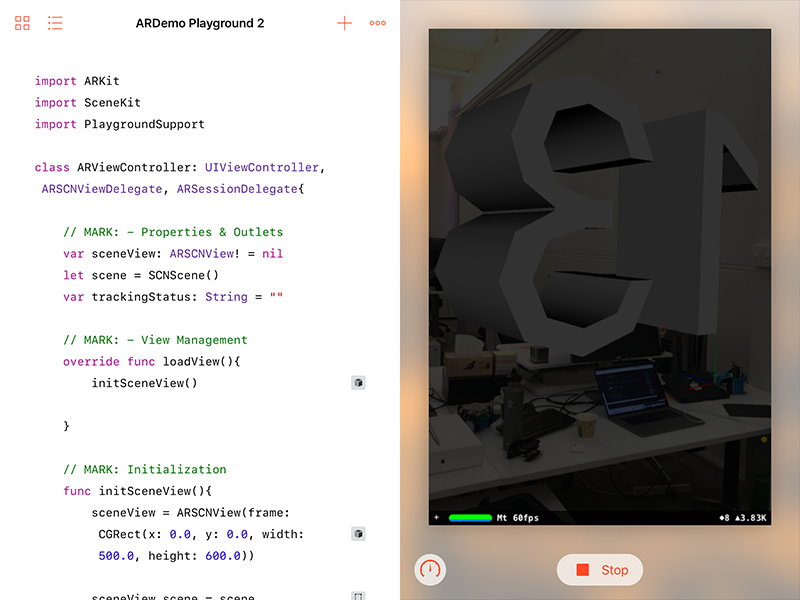 ARDemo Playground 2
import ARKit
import SceneKit
import PlaygroundSupport
class ARViewController: UIViewController,
ARSCNViewDelegate, ARSessionDelegate{
// MARK: - Properties & Outlets
var sceneView: ARSCNView! = nil
let scene = SCNScene()
var trackingStatus: String = ""
// MARK: - View Management
override func loadView(){
initSceneView()
}
// MARK: Initialization
func initSceneView(){
sceneView = ARSCNView(frame:
CGRect(x: 0.0, y: 0.0, width:
500.0, height: 600.0))
sceneView.scene = scene
13
+ Mt 60fps ◆8 ▲3.83K
Stop